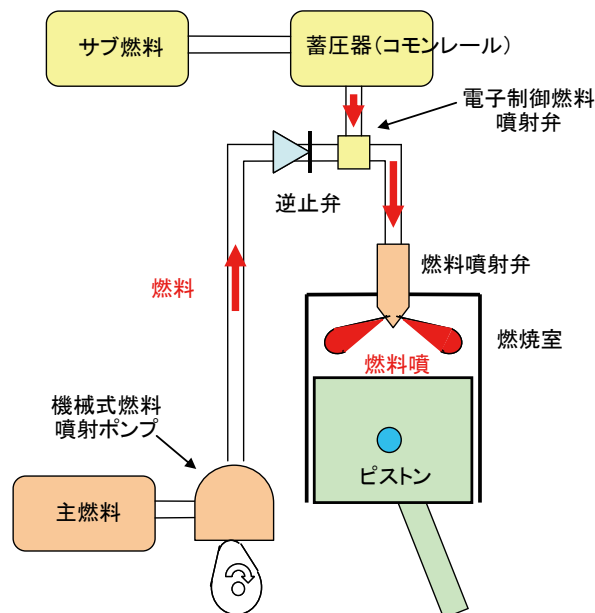 サブ燃料
蓄圧器(コモンレール)
電子制御燃料
噴射弁
逆止弁
燃料噴射弁
燃料
燃焼室
燃料噴
機械式燃料
噴射ポンプ
ピストン
主燃料